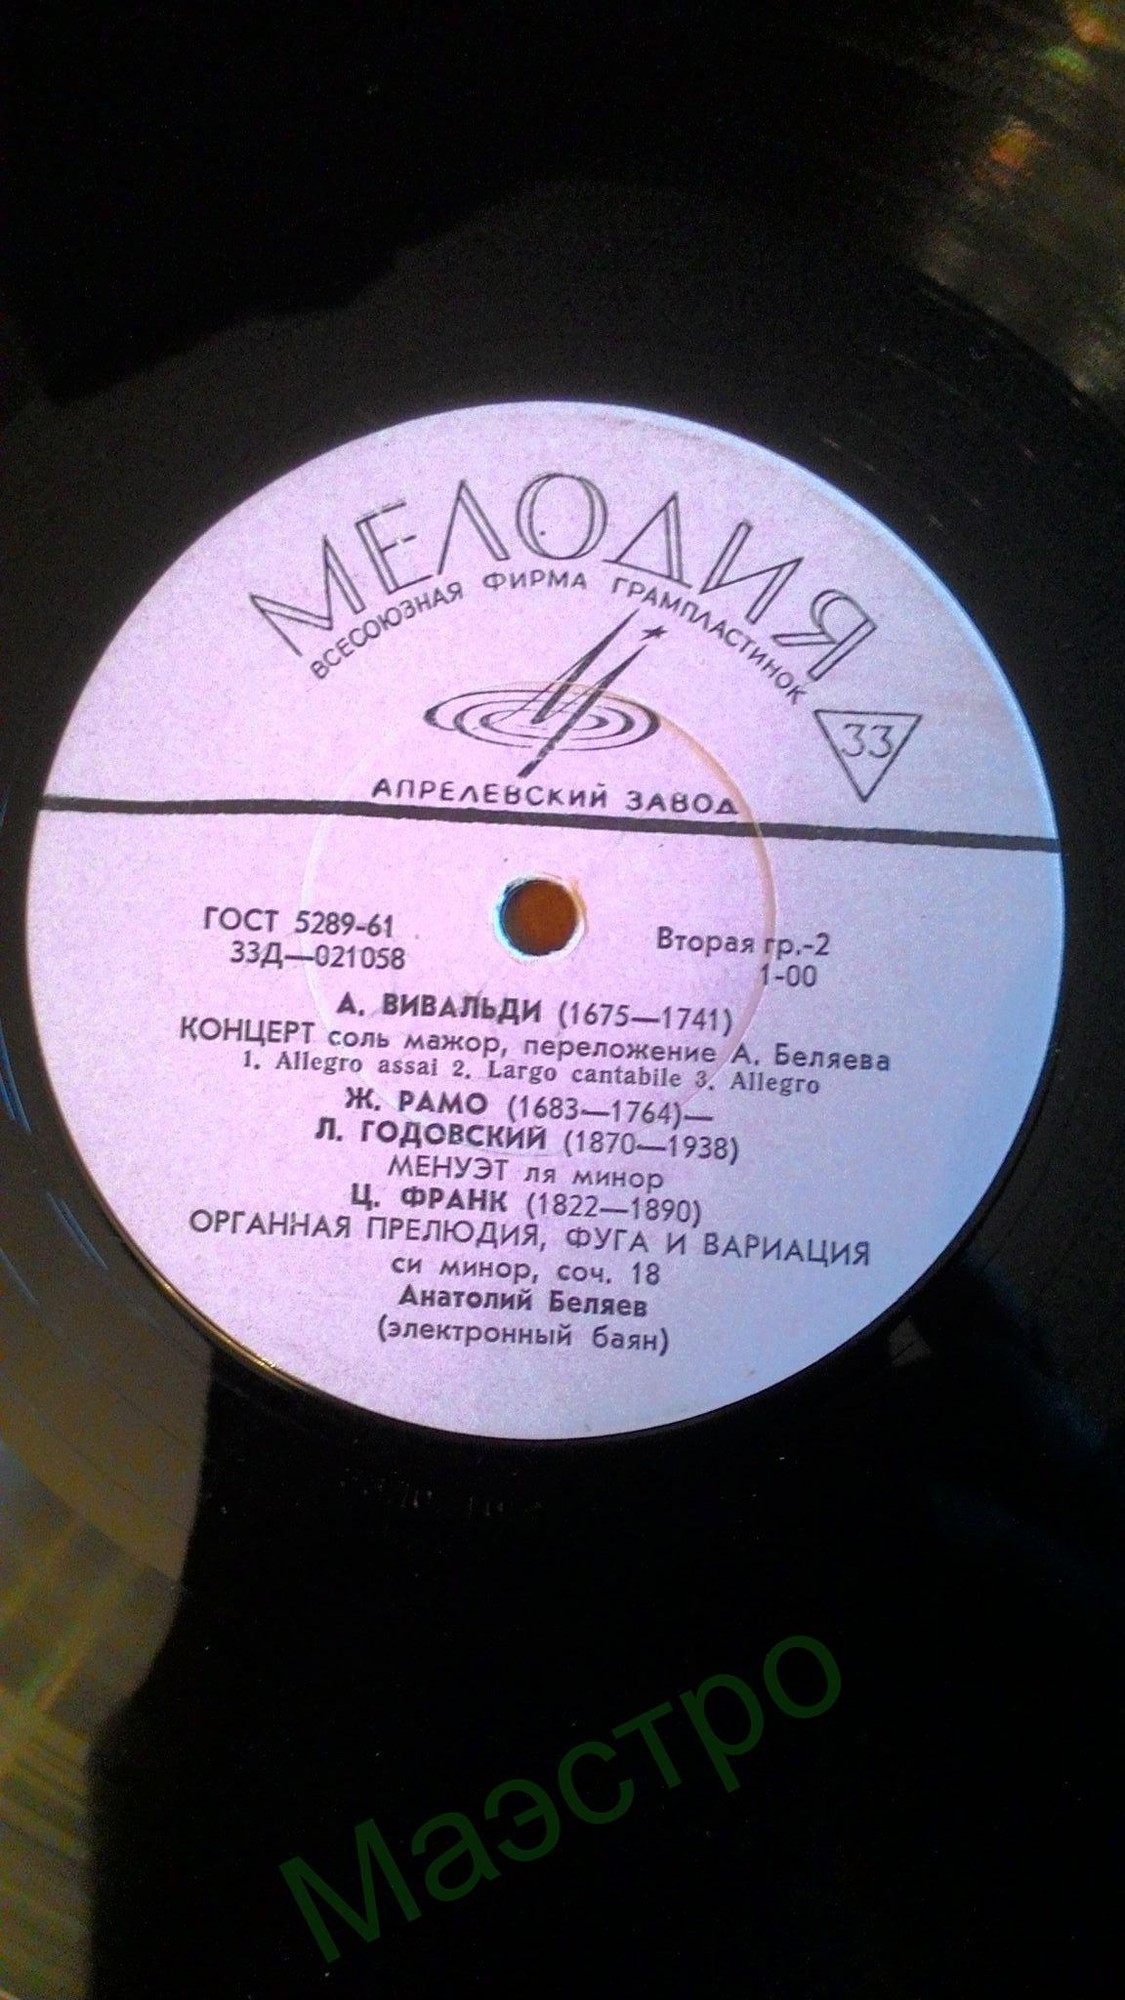 МЕЛОДИЯ
ВСЕСОЮЗНАЯ ФИРМА ГРАМПЛАСТИНОК
33
АПРЕЛЕВСКИЙ ЗАВОД
ГОСТ 5289-61
33Д—021058
Вторая гр.-2
1-00
А. ВИВАЛЬДИ (1675—1741)
КОНЦЕРТ соль мажор, переложение А. Беляева
1. Allegro assai 2. Largo cantabile 3. Allegro
Ж. РАМО (1683—1764)—
Л. ГОДОВСКИЙ (1870—1938)
МЕНУЭТ ля минор
Ц. ФРАНК (1822—1890)
ОРГАННАЯ ПРЕЛЮДИЯ, ФУГА И ВАРИАЦИЯ
си минор, соч. 18
Анатолий Беляев
(электронный баян)
Маэстро